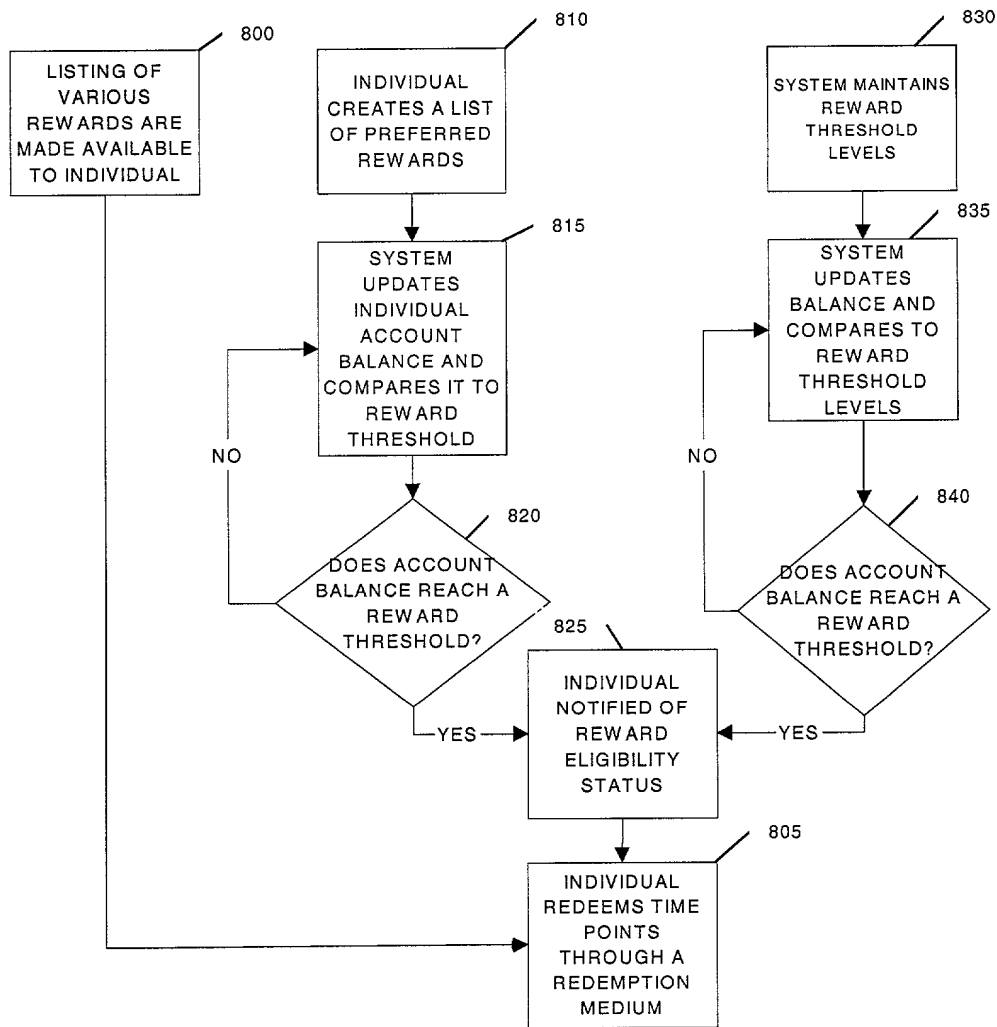 800
LISTING OF
VARIOUS
REWARDS ARE
MADE AVAILABLE
TO INDIVIDUAL
810
INDIVIDUAL
CREATES A LIST
OF PREFERRED
REWARDS
830
SYSTEM MAINTAINS
REWARD
THRESHOLD
LEVELS
815
SYSTEM
UPDATES
INDIVIDUAL
ACCOUNT
BALANCE AND
COMPARES IT TO
REWARD
THRESHOLD
835
SYSTEM
UPDATES
BALANCE AND
COMPARES TO
REWARD
THRESHOLD
LEVELS
NO
NO
820
DOES ACCOUNT
BALANCE REACH A
REWARD
THRESHOLD?
840
DOES ACCOUNT
BALANCE REACH A
REWARD
THRESHOLD?
YES
YES
825
INDIVIDUAL
NOTIFIED OF
REWARD
ELIGIBILITY
STATUS
805
INDIVIDUAL
REDEEMS TIME
POINTS
THROUGH A
REDEMPTION
MEDIUM